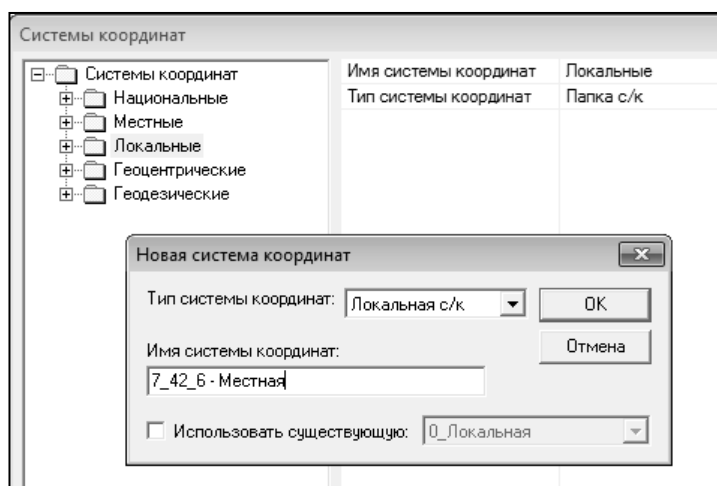 Системы координат
Системы координат
Национальные
Местные
Локальные
Геоцентрические
Геодезические
Имя системы координат Локальные
Тип системы координат Папка с/к
Новая система координат
Тип системы координат: Локальная с/к OK
Имя системы координат: Отмена
7_42_6 - Местная
Использовать существующую: 0_Локальная